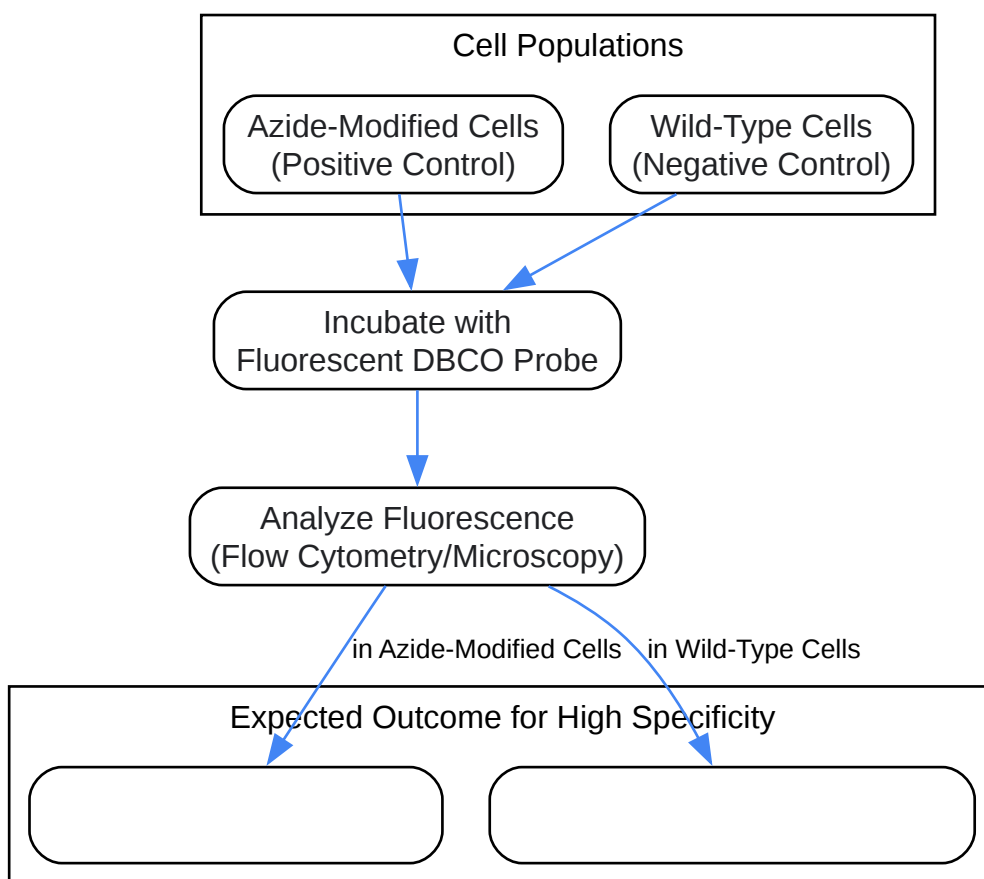 Cell Populations
Azide-Modified Cells
(Positive Control)
Wild-Type Cells
(Negative Control)
Incubate with
Fluorescent DBCO Probe
Analyze Fluorescence
(Flow Cytometry/Microscopy)
in Azide-Modified Cells
in Wild-Type Cells
Expected Outcome for High Specificity